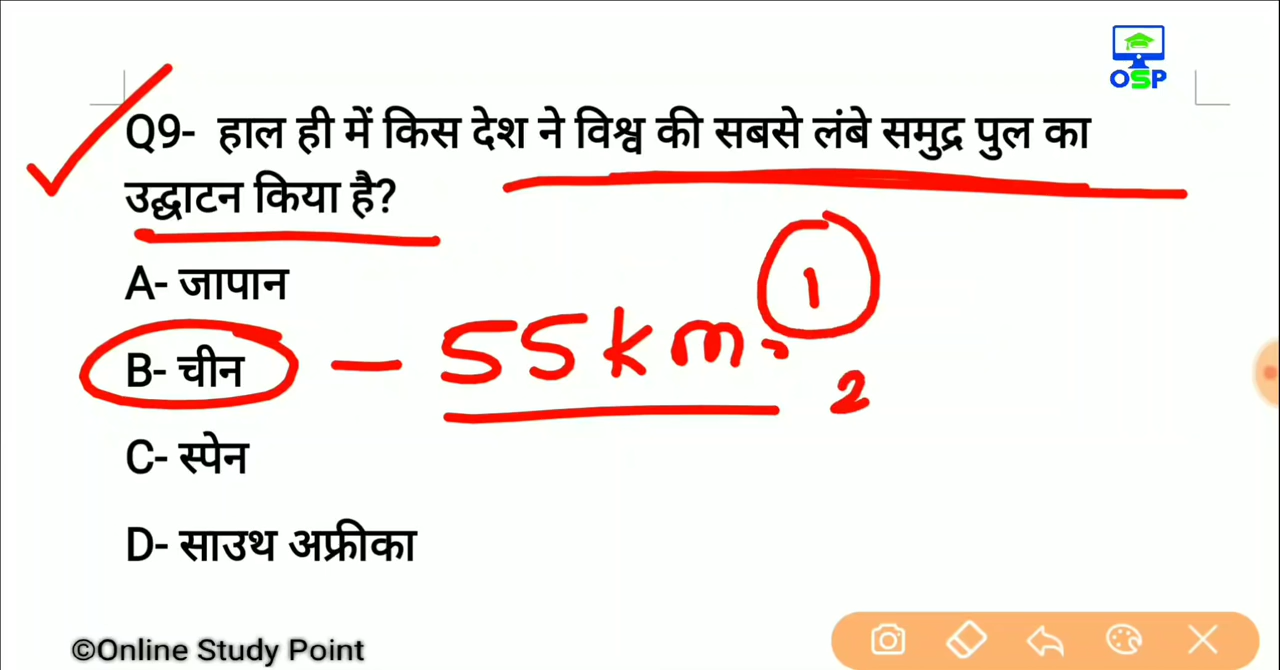 OSP
Q9- हाल ही में किस देश ने विश्व की सबसे लंबे समुद्र पुल का
उद्घाटन किया है?
A- जापान
1
B- चीन - 55km
2
C- स्पेन
D- साउथ अफ्रीका
©Online Study Point